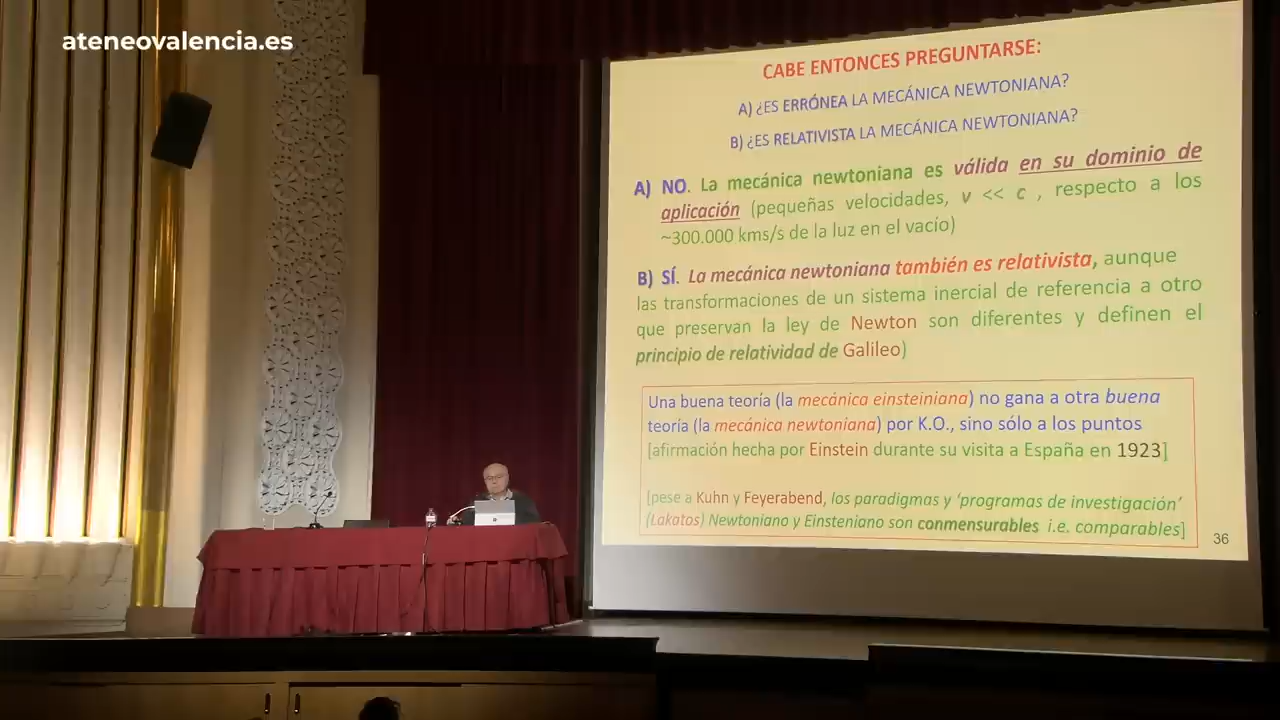 ateneovalencia.es
CABE ENTONCES PREGUNTARSE:
A) ¿ES ERRÓNEA LA MECÁNICA NEWTONIANA?
B) ¿ES RELATIVISTA LA MECÁNICA NEWTONIANA?
A) NO. La mecánica newtoniana es válida en su dominio de
aplicación (pequeñas velocidades, v << c , respecto a los
~300.000 kms/s de la luz en el vacío)
B) SÍ. La mecánica newtoniana también es relativista, aunque
las transformaciones de un sistema inercial de referencia a otro
que preservan la ley de Newton son diferentes y definen el
principio de relatividad de Galileo)
Una buena teoría (la mecánica einsteiniana) no gana a otra buena
teoría (la mecánica newtoniana) por K.O., sino sólo a los puntos
[afirmación hecha por Einstein durante su visita a España en 1923]
[pese a Kuhn y Feyerabend, los paradigmas y ‘programas de investigación’
(Lakatos) Newtoniano y Einsteniano son conmensurables i.e. comparables]
36